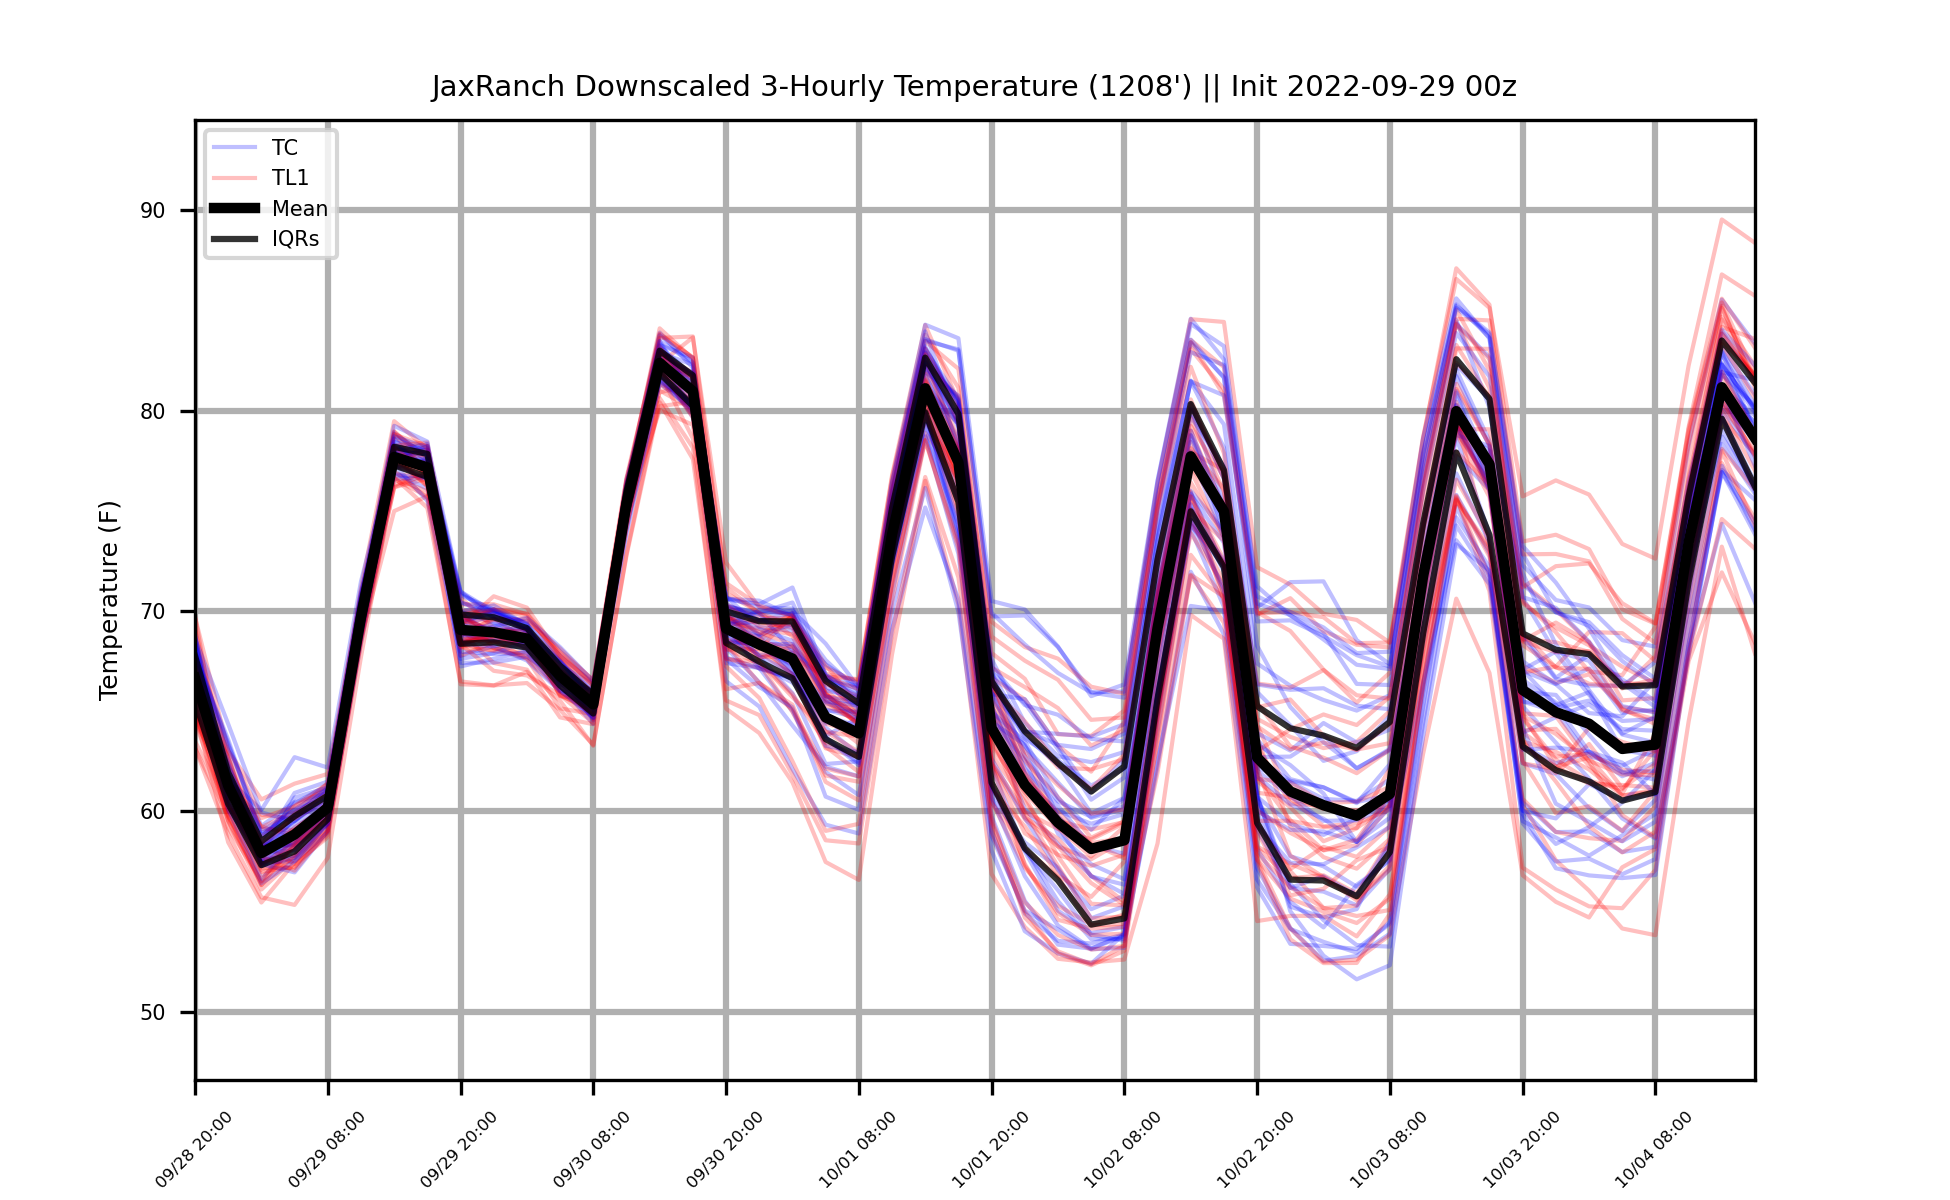 JaxRanch Downscaled 3-Hourly Temperature (1208') || Init 2022-09-29 00z
TC
TL1
Mean
IQRs
Temperature (F)
90
80
70
60
50
09/28 20:00
09/29 08:00
09/29 20:00
09/30 08:00
09/30 20:00
10/01 08:00
10/01 20:00
10/02 08:00
10/02 20:00
10/03 08:00
10/03 20:00
10/04 08:00